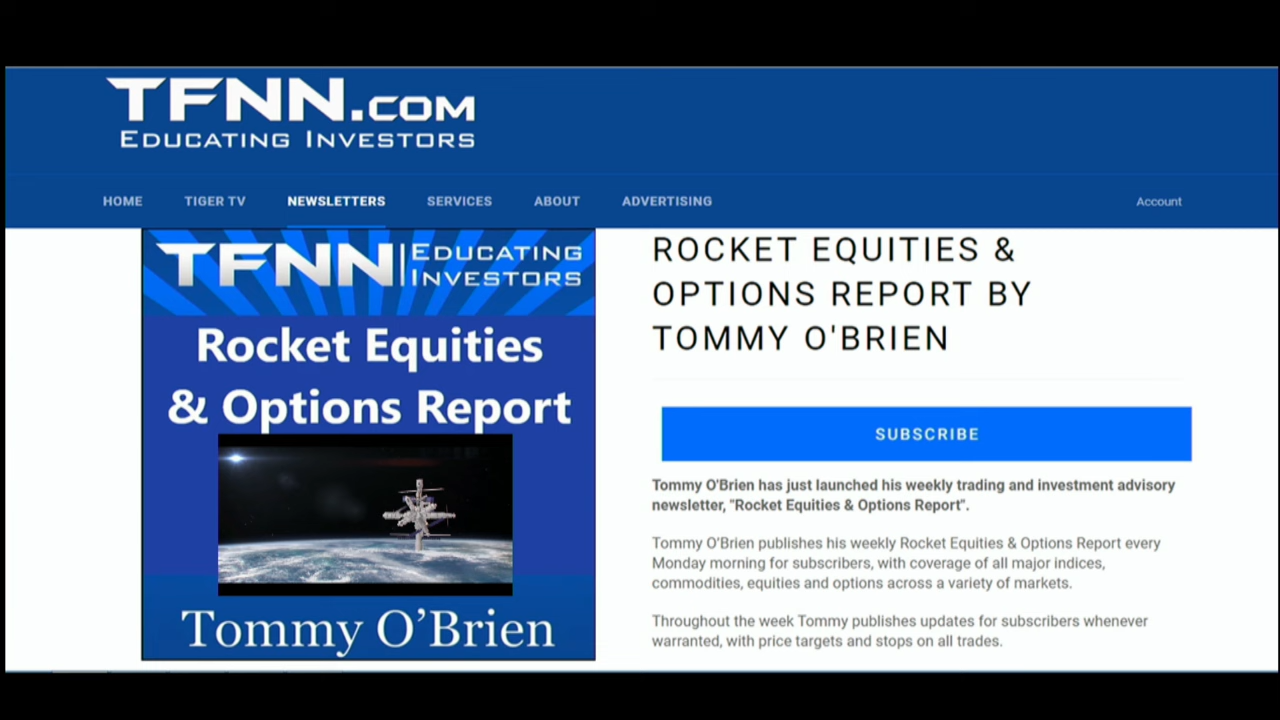 TFNN.COM
EDUCATING INVESTORS
HOME TIGER TV NEWSLETTERS SERVICES ABOUT ADVERTISING Account
TFNN EDUCATING
INVESTORS
Rocket Equities
& Options Report
Tommy O’Brien
ROCKET EQUITIES &
OPTIONS REPORT BY
TOMMY O'BRIEN
SUBSCRIBE
Tommy O'Brien has just launched his weekly trading and investment advisory
newsletter, "Rocket Equities & Options Report".
Tommy O'Brien publishes his weekly Rocket Equities & Options Report every
Monday morning for subscribers, with coverage of all major indices,
commodities, equities and options across a variety of markets.
Throughout the week Tommy publishes updates for subscribers whenever
warranted, with price targets and stops on all trades.